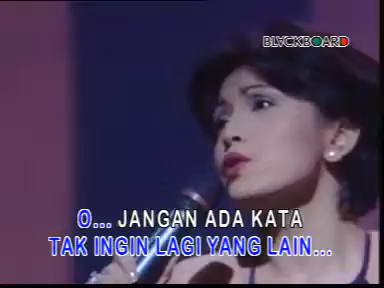 BLACKBOARD
O... JANGAN ADA KATA
TAK INGIN LAGI YANG LAIN...